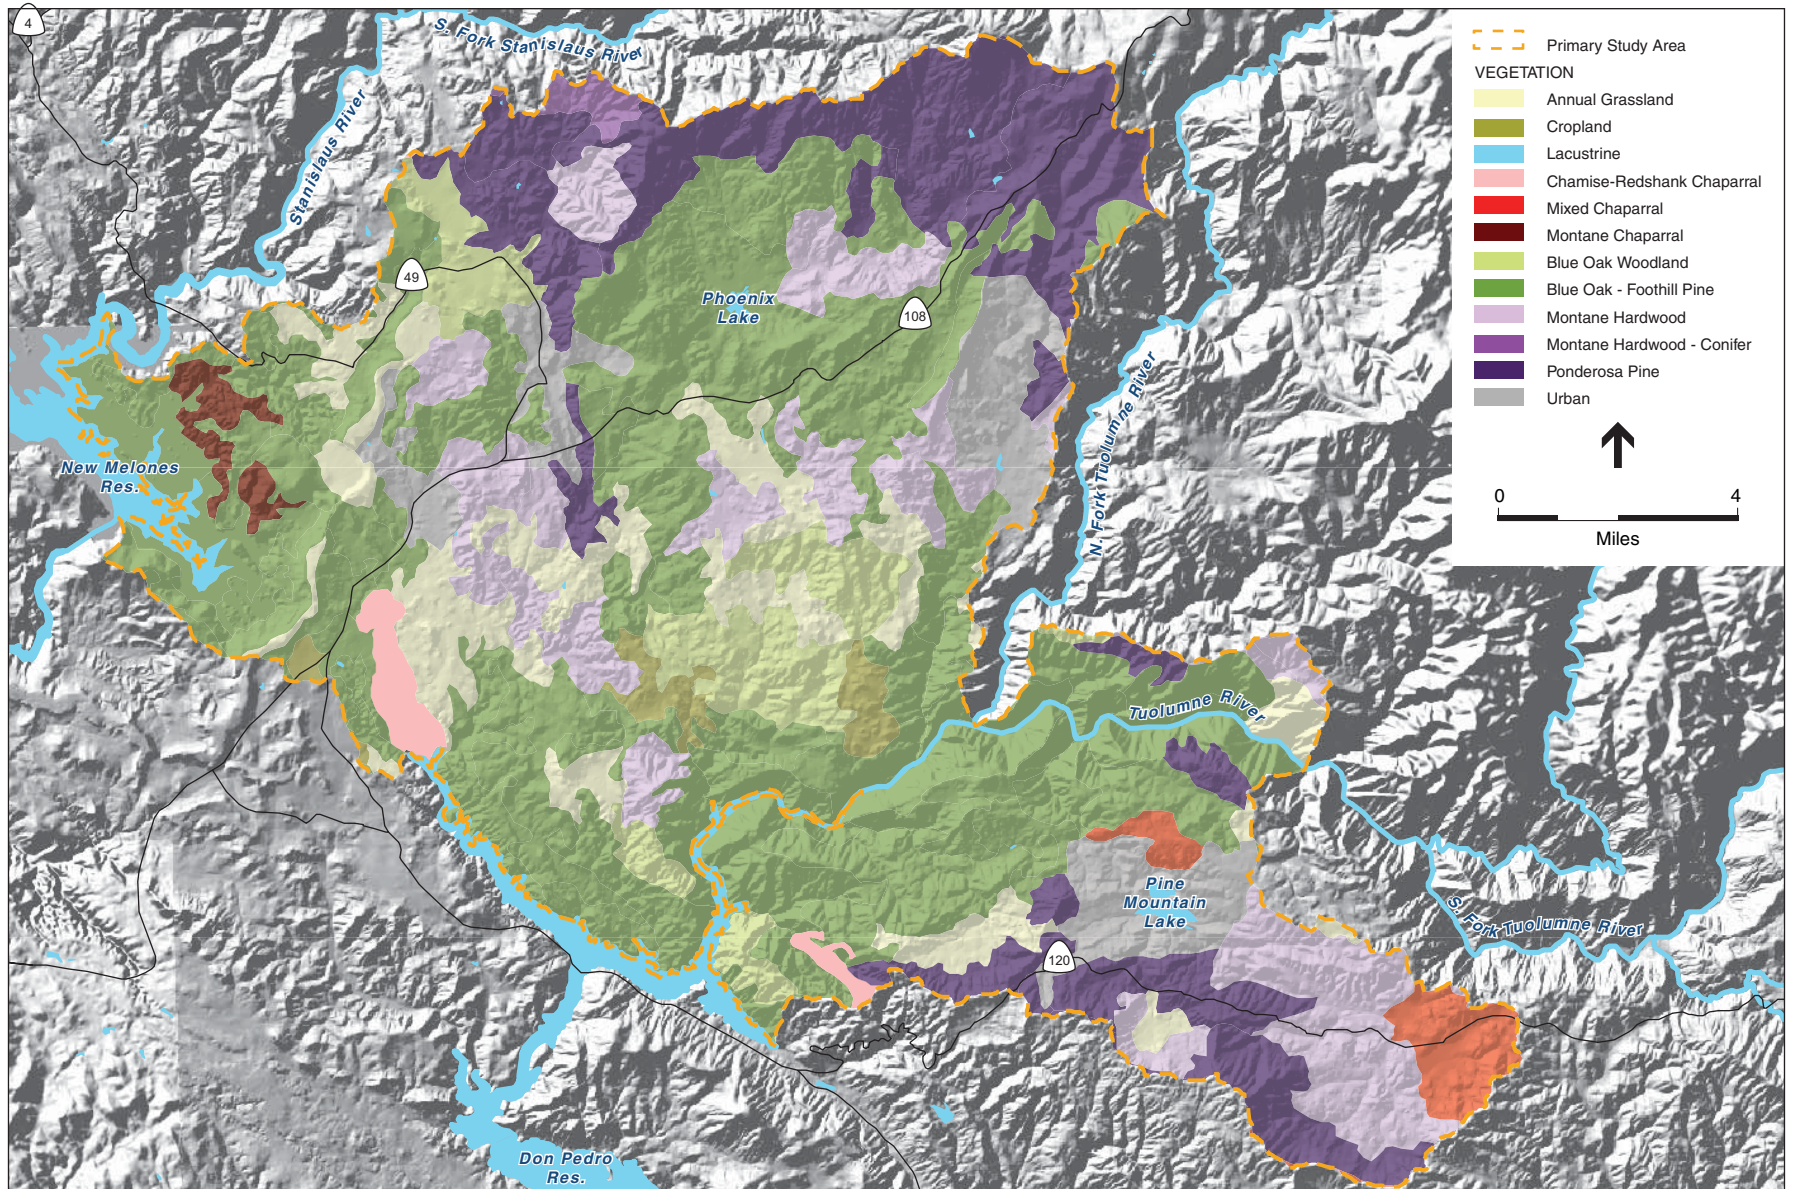 4
S. Fork Stanislaus River
Stanislaus River
49
Phoenix
Lake
108
New Melones
Res.
N. Fork Tuolumne River
Tuolumne River
Pine
Mountain
Lake
S. Fork Tuolumne River
120
Don Pedro
Res.
Primary Study Area
VEGETATION
Annual Grassland
Cropland
Lacustrine
Chamise-Redshank Chaparral
Mixed Chaparral
Montane Chaparral
Blue Oak Woodland
Blue Oak - Foothill Pine
Montane Hardwood
Montane Hardwood - Conifer
Ponderosa Pine
Urban
0 4
Miles